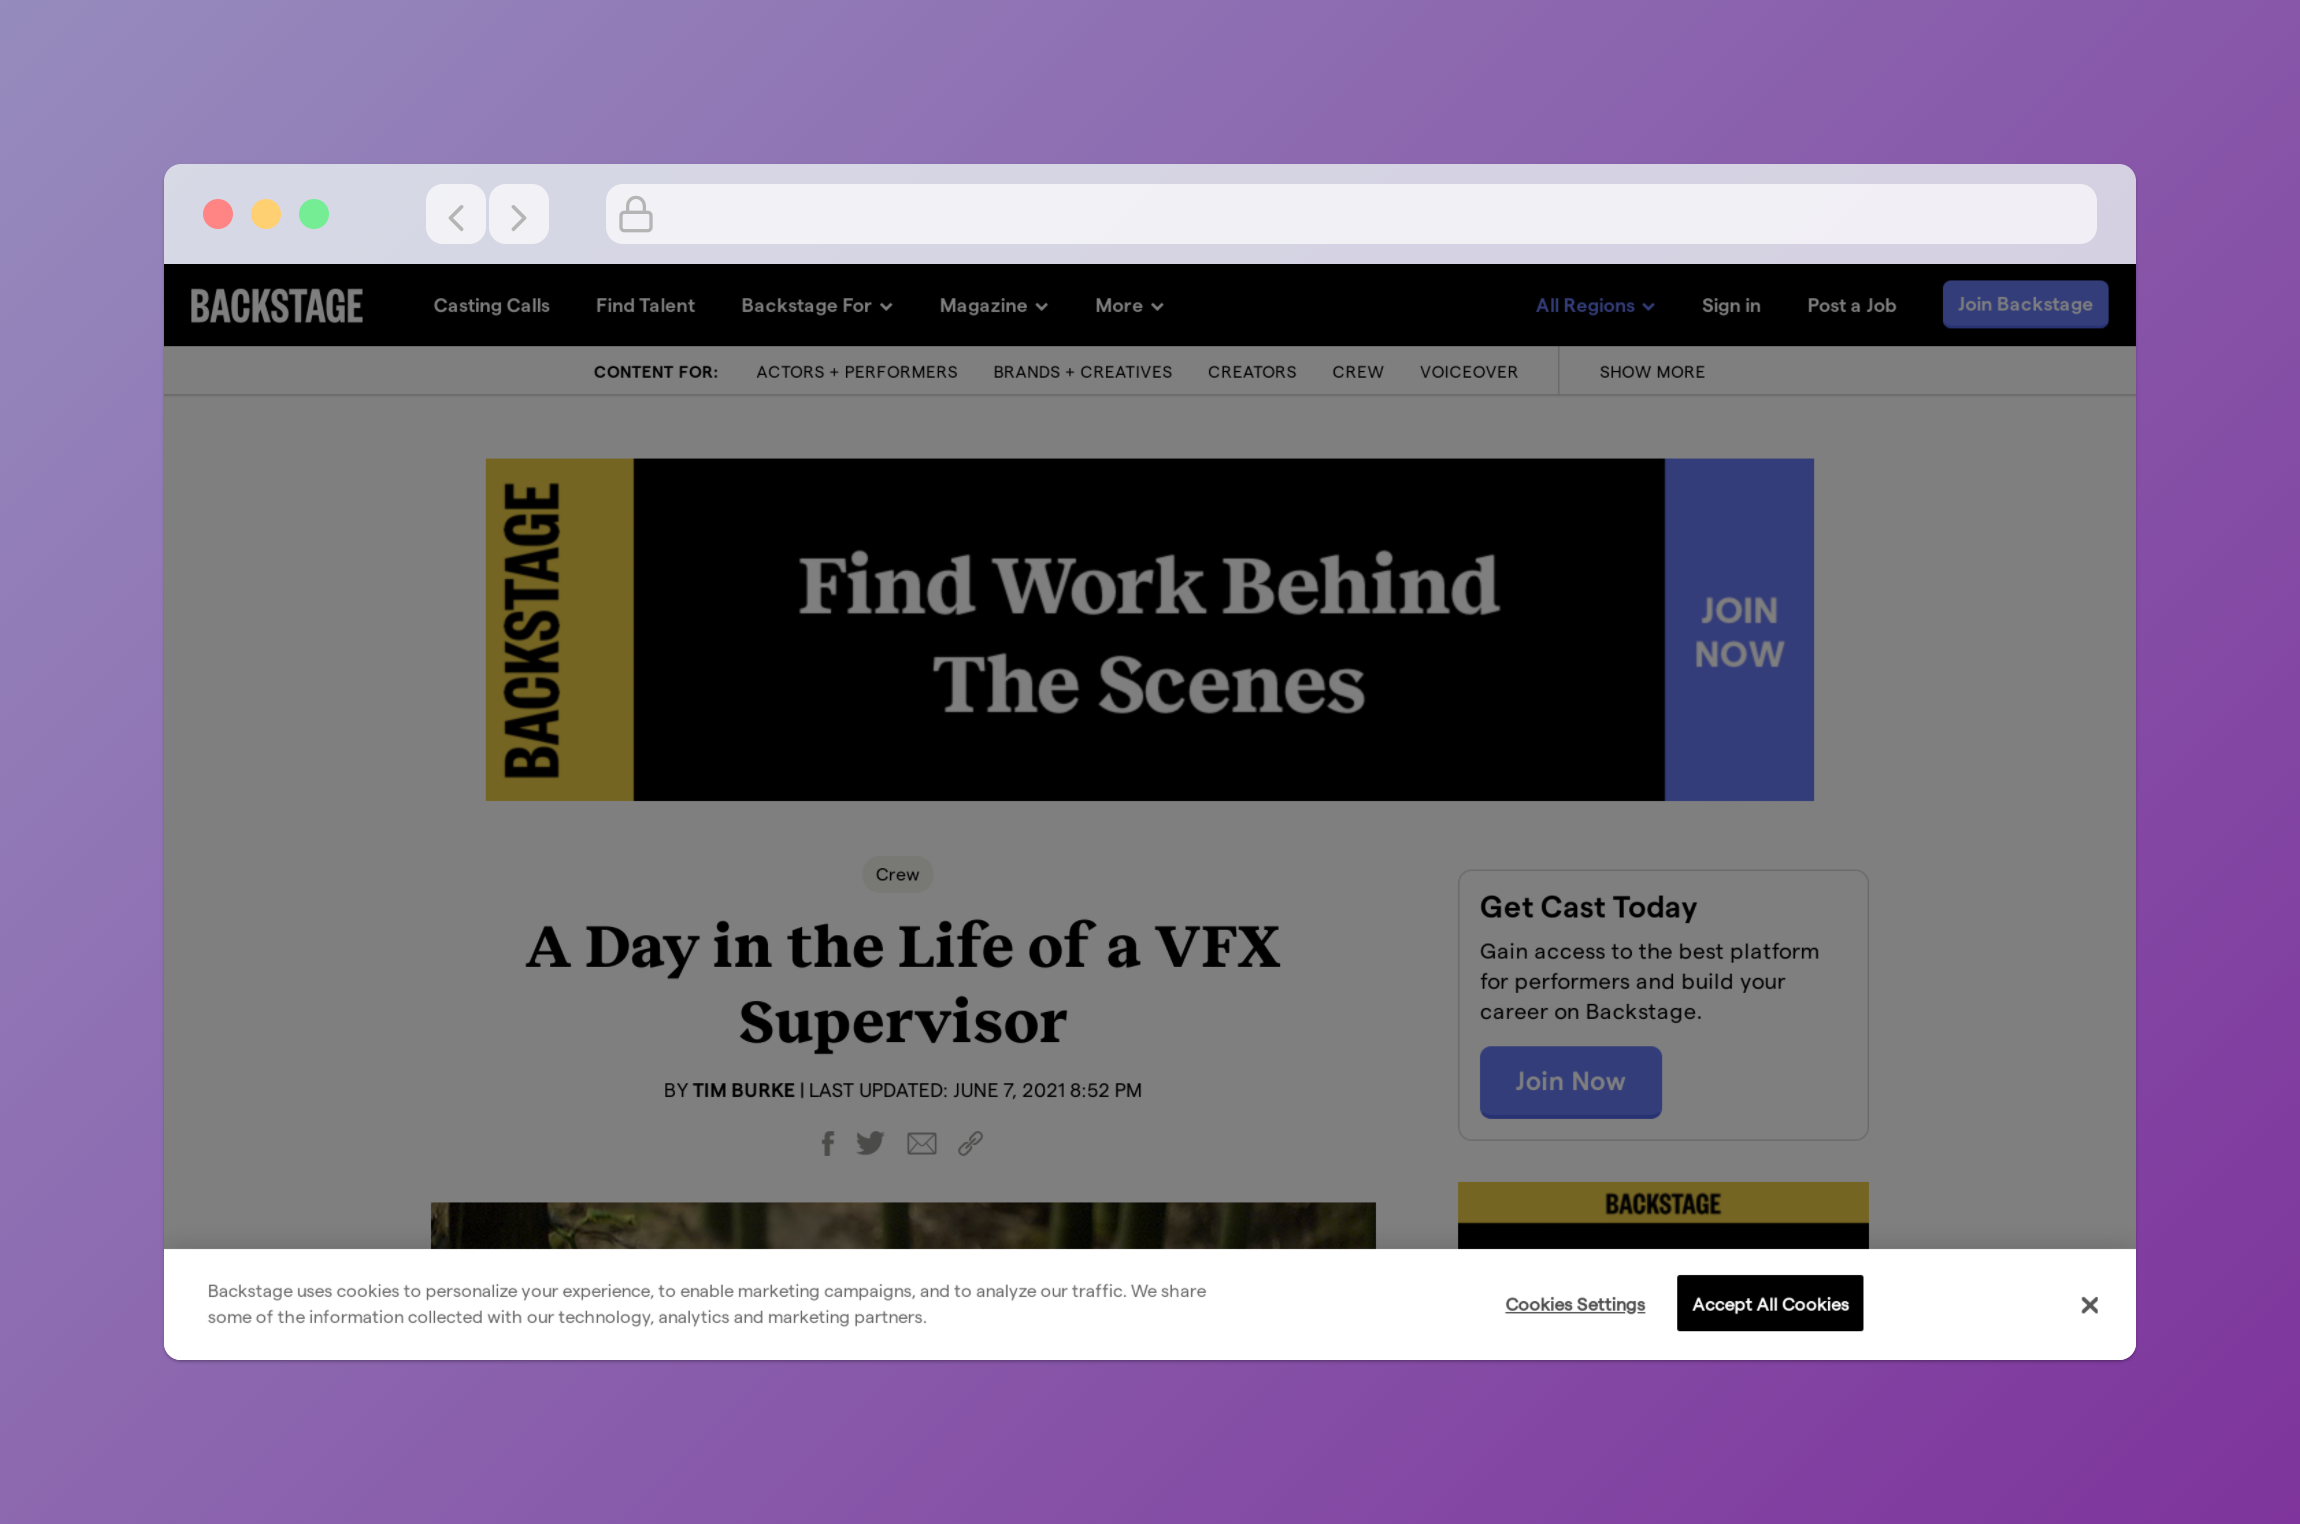 BACKSTAGE
Casting Calls
Find Talent
Backstage For
Magazine
More
All Regions
Sign in
Post a Job
Join Backstage
CONTENT FOR:
ACTORS + PERFORMERS
BRANDS + CREATIVES
CREATORS
CREW
VOICEOVER
SHOW MORE
BACKSTAGE
Find Work Behind
The Scenes
JOIN
NOW
Crew
A Day in the Life of a VFX
Supervisor
BY TIM BURKE | LAST UPDATED: JUNE 7, 2021 8:52 PM
Get Cast Today
Gain access to the best platform
for performers and build your
career on Backstage.
Join Now
BACKSTAGE
Backstage uses cookies to personalize your experience, to enable marketing campaigns, and to analyze our traffic. We share
some of the information collected with our technology, analytics and marketing partners.
Cookies Settings
Accept All Cookies